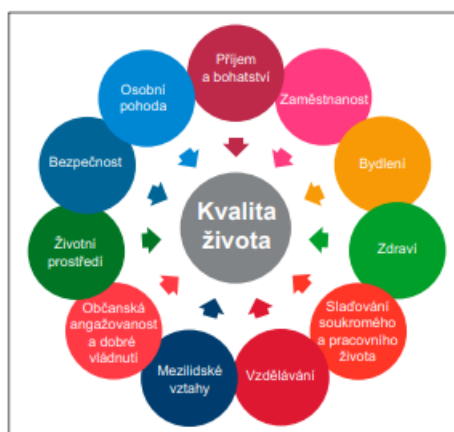 Příjem
a bohatství
Zaměstnanost
Bydlení
Zdraví
Slaďování
soukromého
a pracovního
života
Vzdělávání
Mezilidské
vztahy
Občanská
angažovanost
a dobré
vládnutí
Životní
prostředí
Bezpečnost
Osobní
pohoda
Kvalita
života